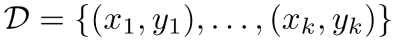 𝒟 = {(x₁, y₁), . . . , (xₖ, yₖ)}